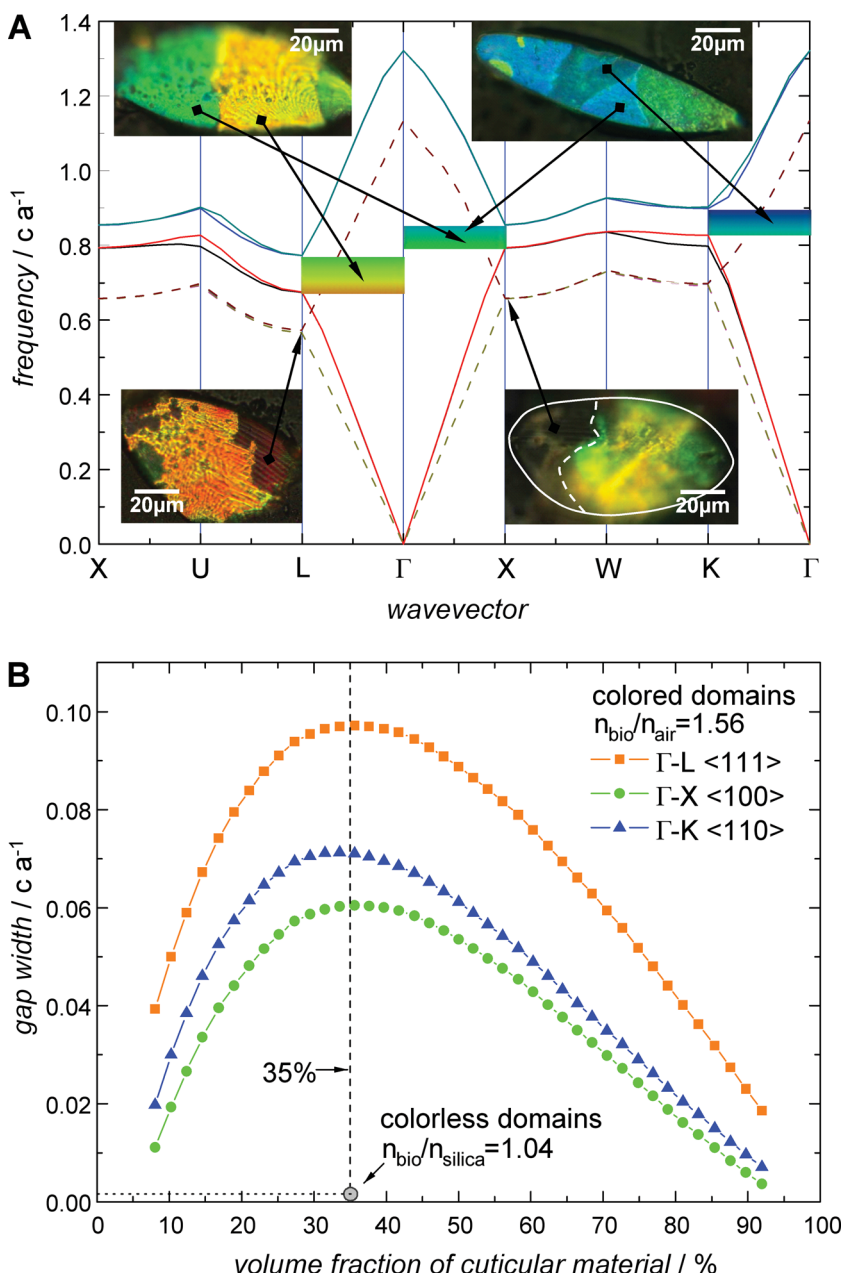 A
1.4
1.2
1.0
0.8
0.6
0.4
0.2
0.0
frequency / c a⁻¹
20µm
20µm
20µm
20µm
X U L Γ X W K Γ
wavevector
B
0.10
0.08
0.06
0.04
0.02
0.00
gap width / c a⁻¹
colored domains
n_bio/n_air=1.56
Γ-L <111>
Γ-X <100>
Γ-K <110>
35%
colorless domains
n_bio/n_silica=1.04
0 10 20 30 40 50 60 70 80 90 100
volume fraction of cuticular material / %